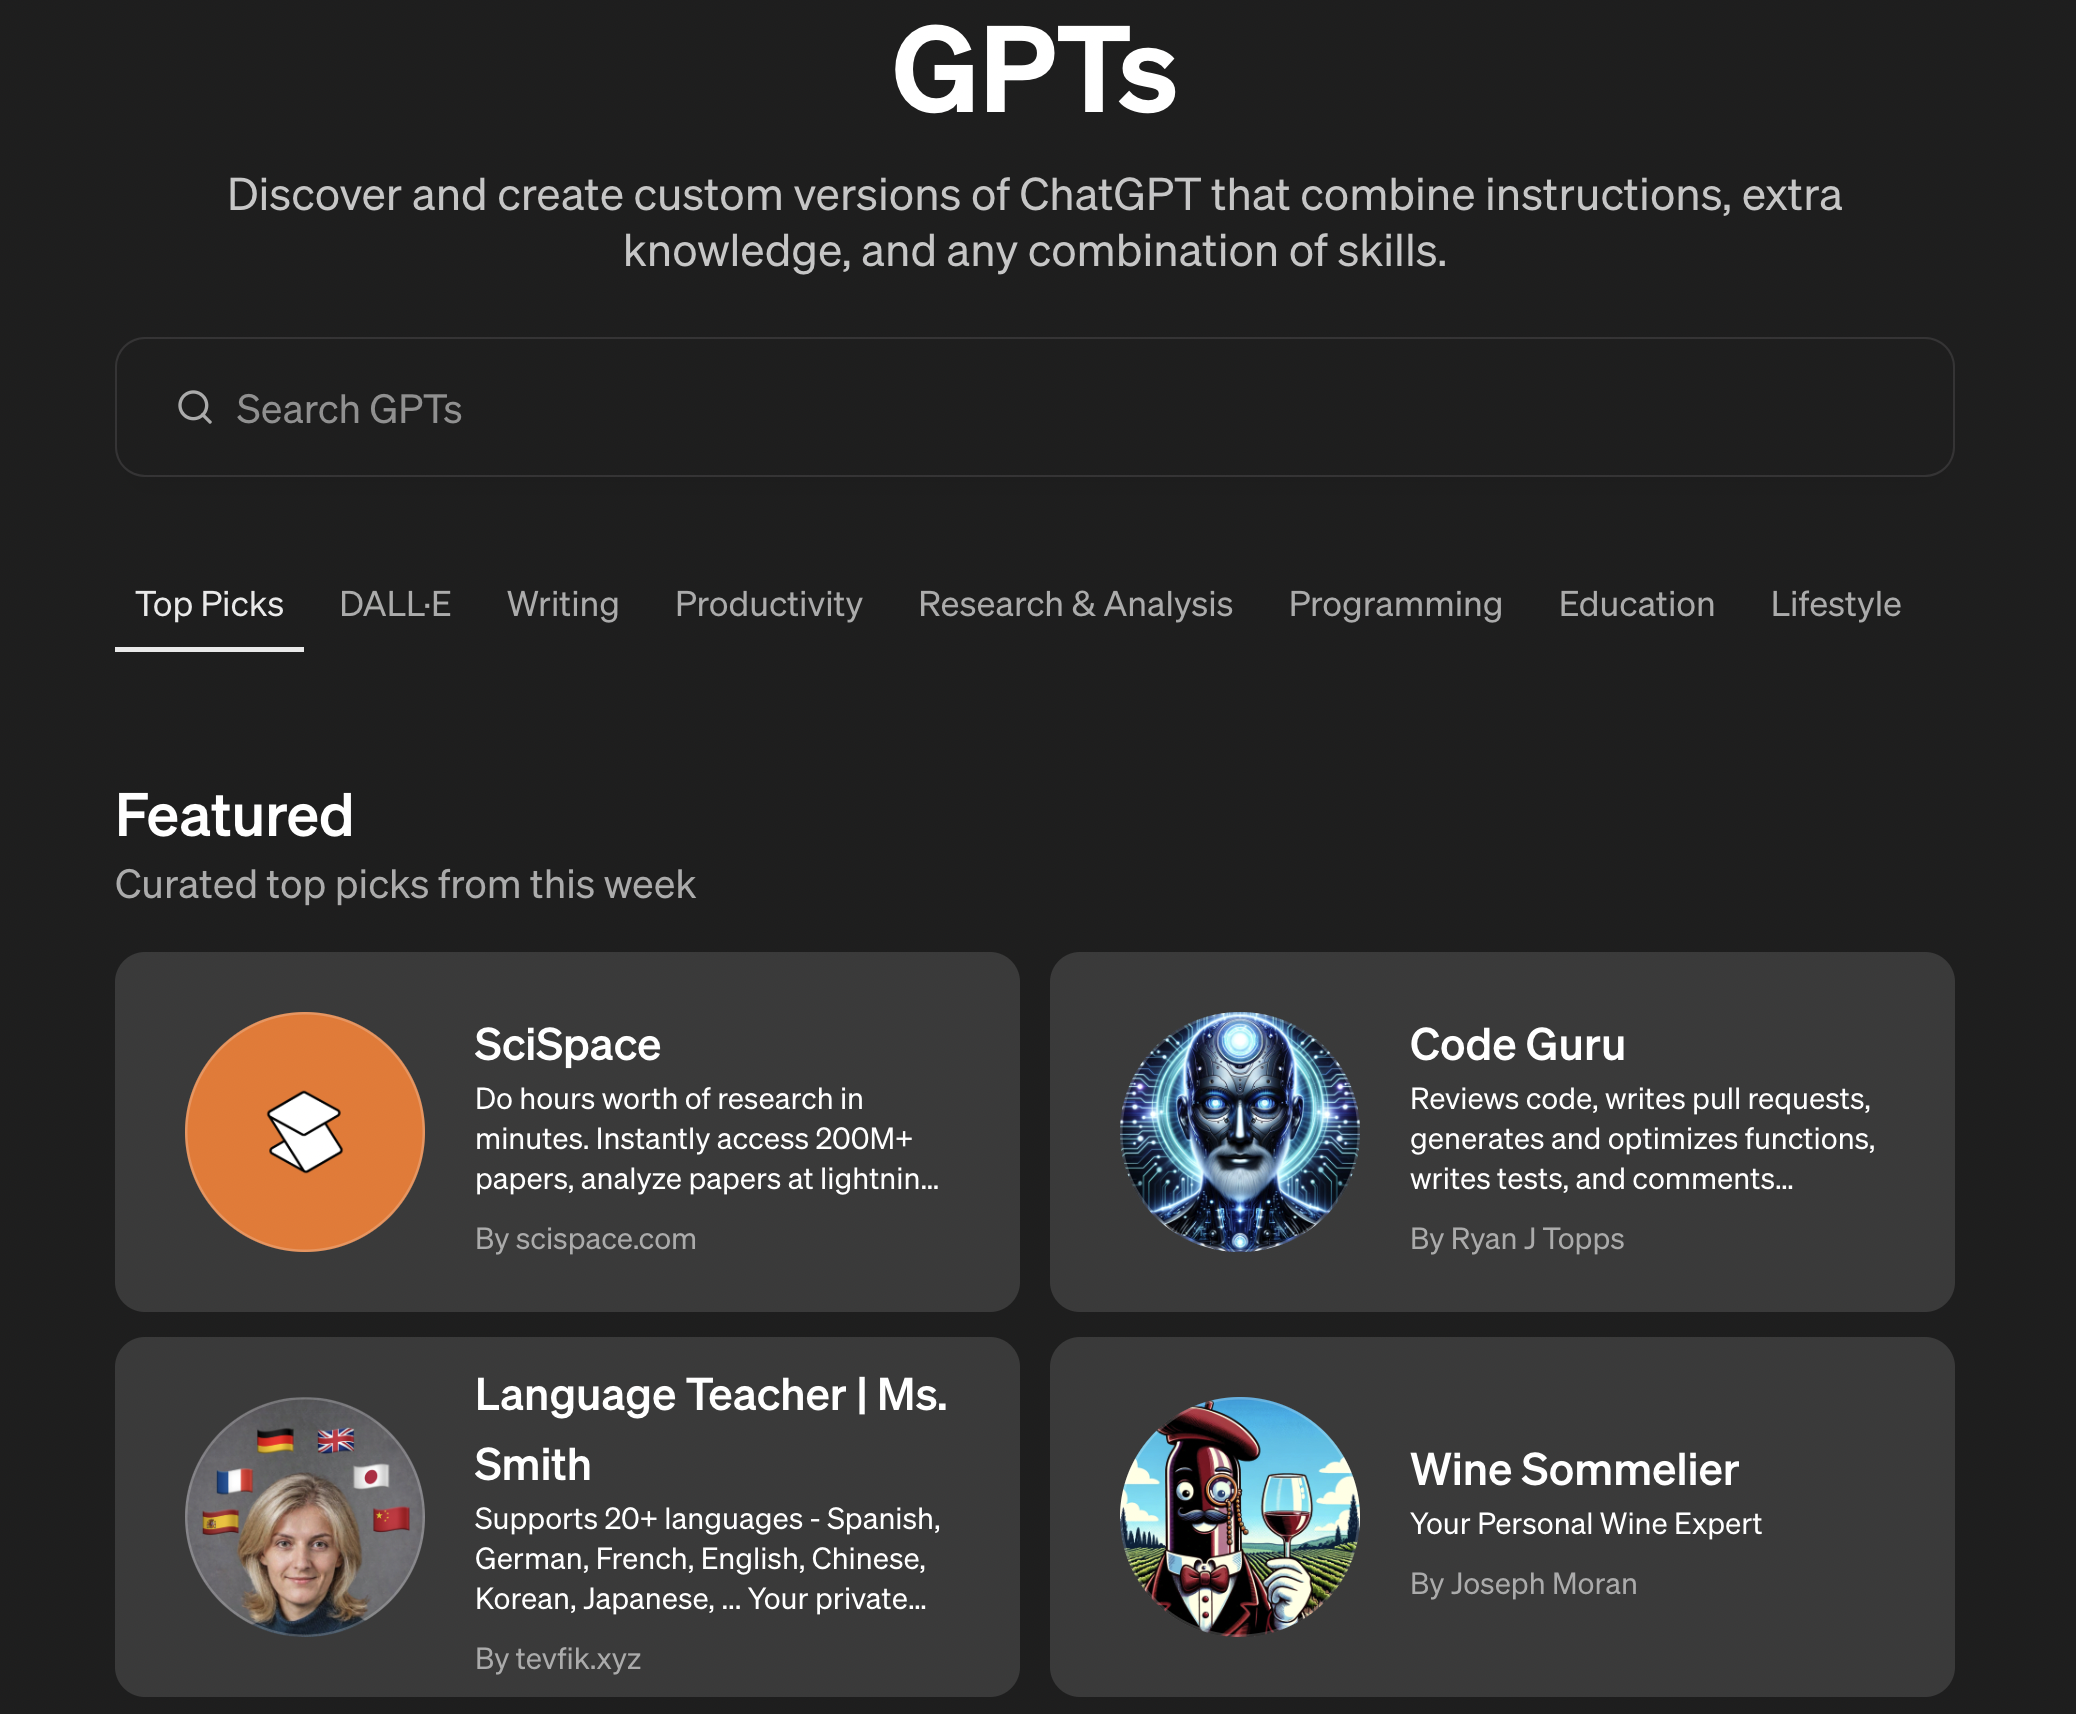 GPTs
Discover and create custom versions of ChatGPT that combine instructions, extra
knowledge, and any combination of skills.
Search GPTs
Top Picks DALL·E Writing Productivity Research & Analysis Programming Education Lifestyle
Featured
Curated top picks from this week
SciSpace
Do hours worth of research in
minutes. Instantly access 200M+
papers, analyze papers at lightnin...
By scispace.com
Code Guru
Reviews code, writes pull requests,
generates and optimizes functions,
writes tests, and comments...
By Ryan J Topps
Language Teacher | Ms.
Smith
Supports 20+ languages - Spanish,
German, French, English, Chinese,
Korean, Japanese, ... Your private...
By tevfik.xyz
Wine Sommelier
Your Personal Wine Expert
By Joseph Moran